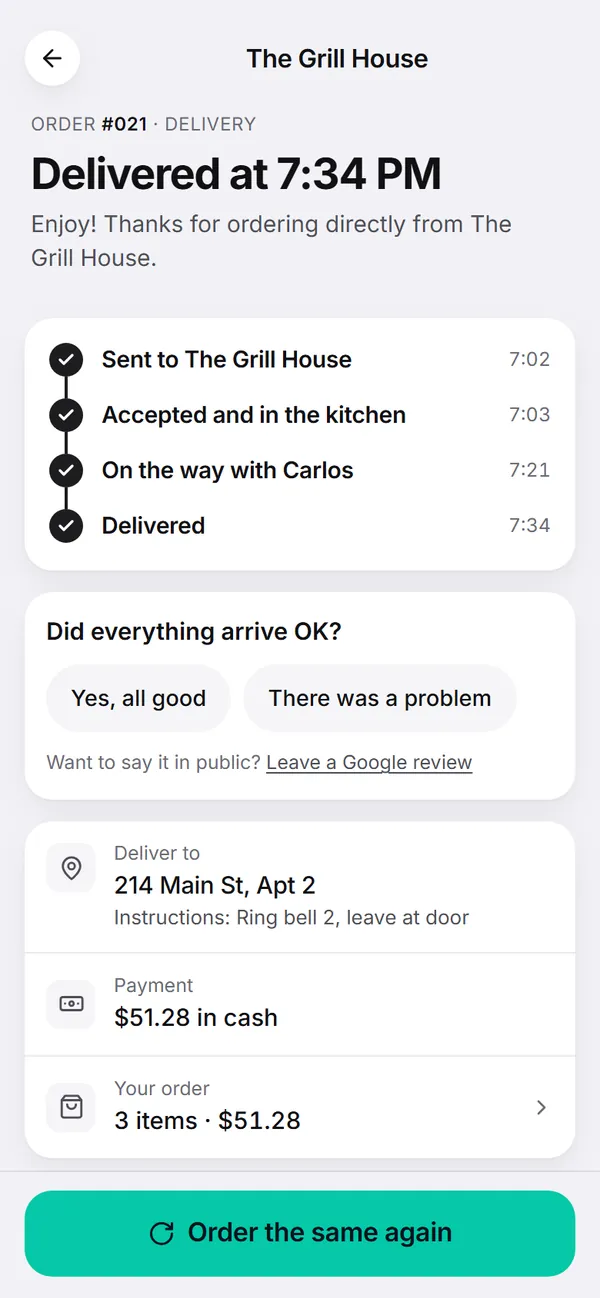 The Grill House
ORDER #021 · DELIVERY
Delivered at 7:34 PM
Enjoy! Thanks for ordering directly from The
Grill House.
Sent to The Grill House 7:02
Accepted and in the kitchen 7:03
On the way with Carlos 7:21
Delivered 7:34
Did everything arrive OK?
Yes, all good There was a problem
Want to say it in public? Leave a Google review
Deliver to
214 Main St, Apt 2
Instructions: Ring bell 2, leave at door
Payment
$51.28 in cash
Your order
3 items · $51.28
Order the same again